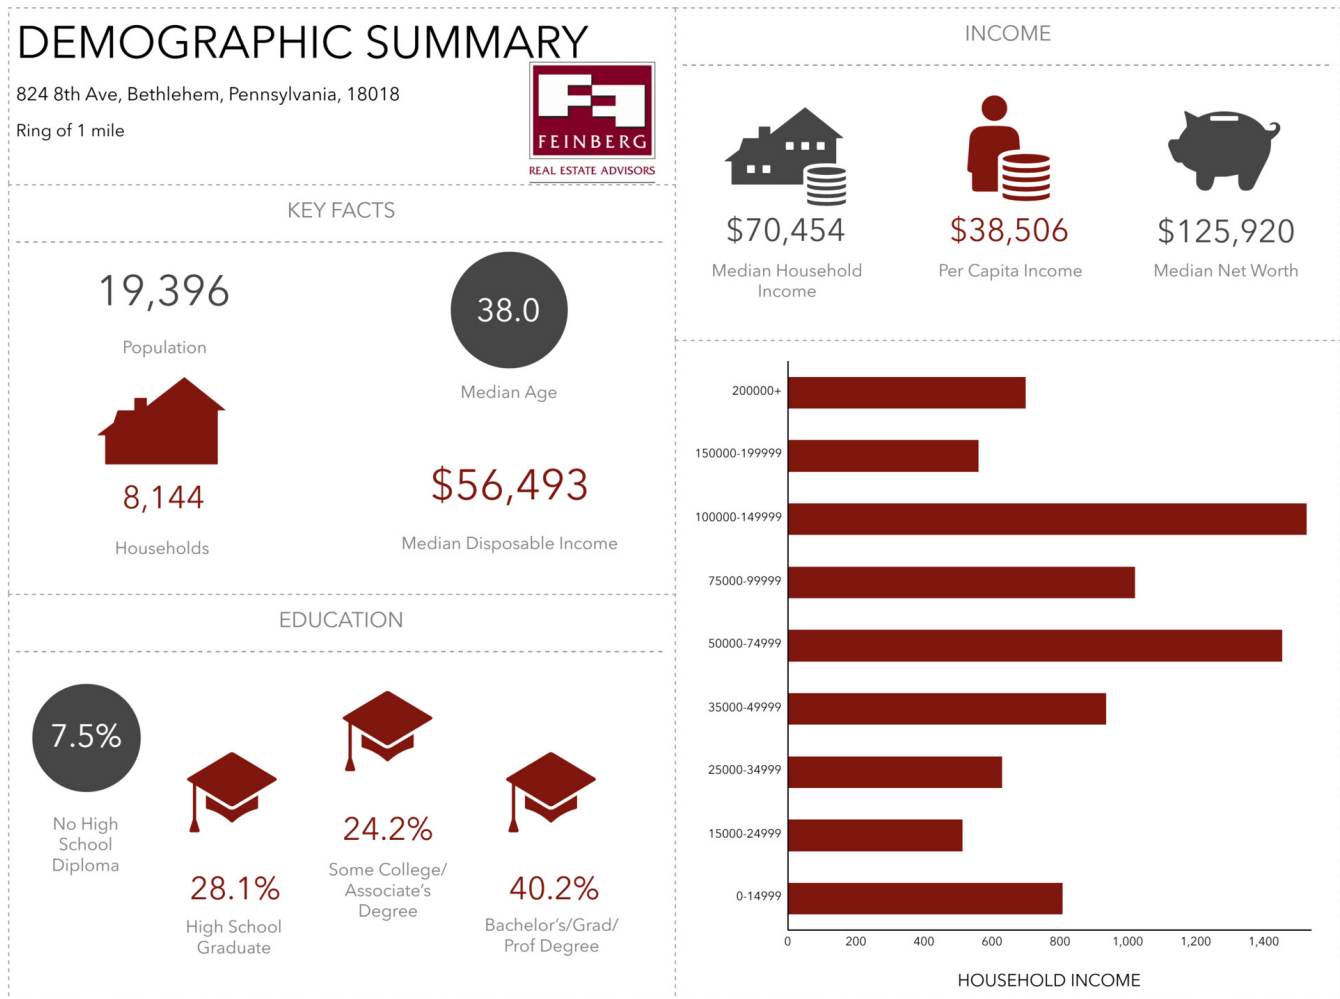 DEMOGRAPHIC SUMMARY
824 8th Ave, Bethlehem, Pennsylvania, 18018
Ring of 1 mile
FEINBERG
REAL ESTATE ADVISORS
KEY FACTS
19,396
Population
38.0
Median Age
8,144
Households
$56,493
Median Disposable Income
EDUCATION
7.5%
No High
School
Diploma
28.1%
High School
Graduate
24.2%
Some College/
Associate's
Degree
40.2%
Bachelor's/Grad/
Prof Degree
INCOME
$70,454
Median Household
Income
$38,506
Per Capita Income
$125,920
Median Net Worth
200000+
150000-199999
100000-149999
75000-99999
50000-74999
35000-49999
25000-34999
15000-24999
0-14999
0 200 400 600 800 1,000 1,200 1,400
HOUSEHOLD INCOME